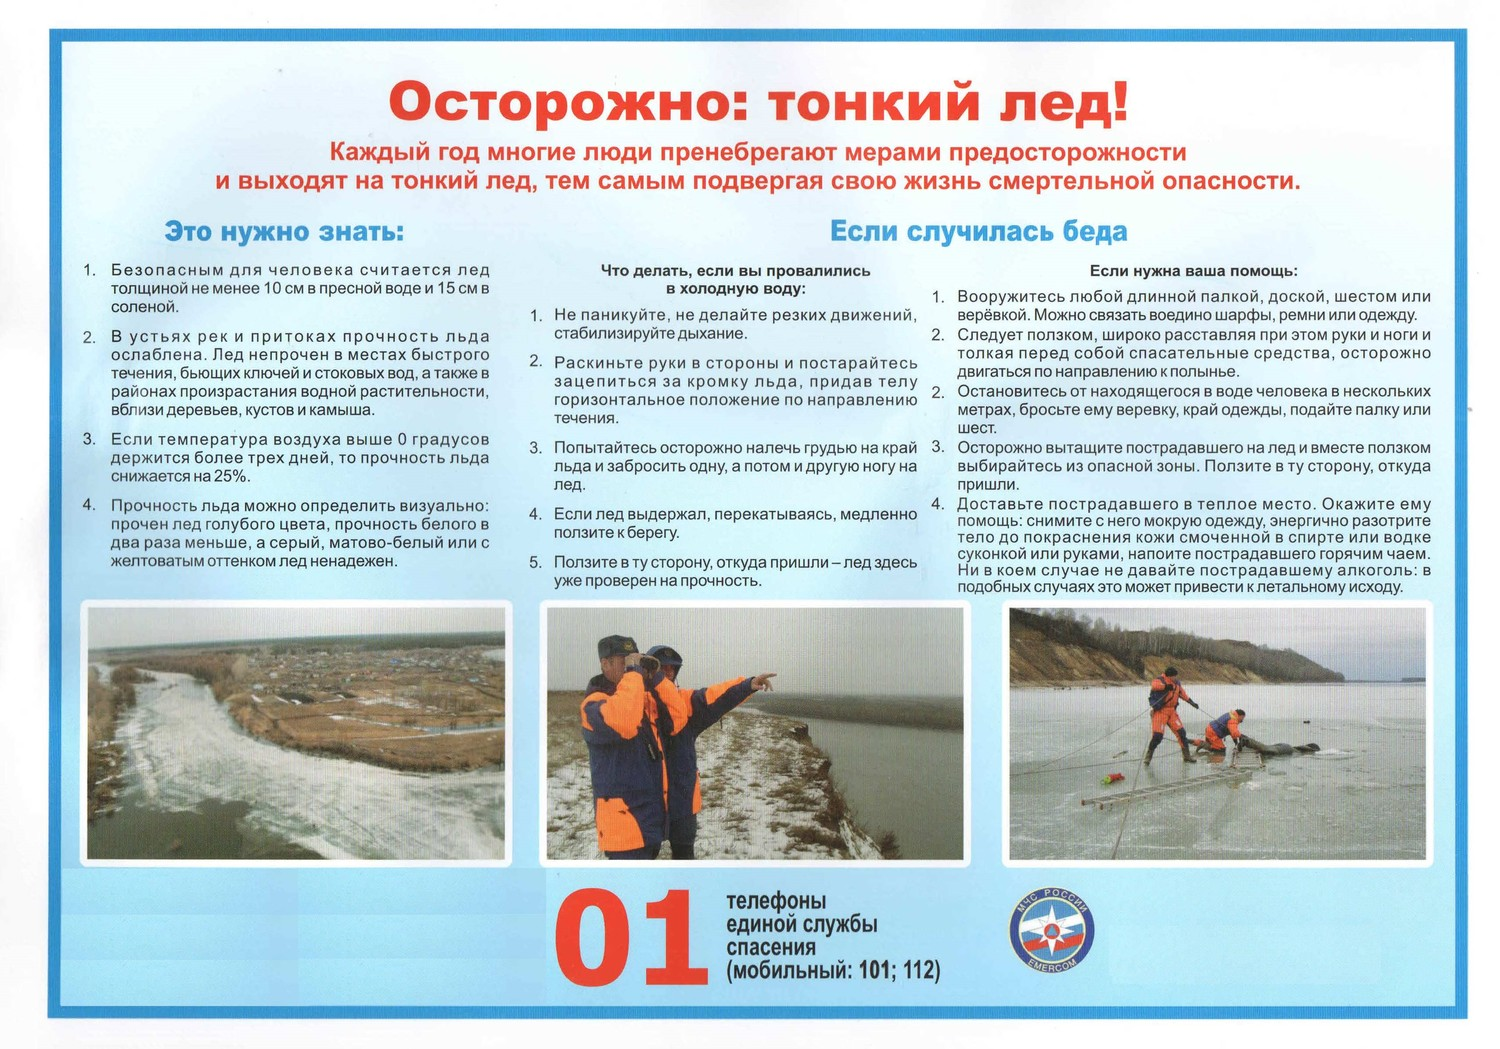 Осторожно: тонкий лед!
Каждый год многие люди пренебрегают мерами предосторожности
и выходят на тонкий лед, тем самым подвергая свою жизнь смертельной опасности.
Это нужно знать:
1. Безопасным для человека считается лед
толщиной не менее 10 см в пресной воде и 15 см в
соленой.
2. В устьях рек и притоках прочность льда
ослаблена. Лед непрочен в местах быстрого
течения, бьющих ключей и стоковых вод, а также в
районах произрастания водной растительности,
вблизи деревьев, кустов и камыша.
3. Если температура воздуха выше 0 градусов
держится более трех дней, то прочность льда
снижается на 25%.
4. Прочность льда можно определить визуально:
прочен лед голубого цвета, прочность белого в
два раза меньше, а серый, матово-белый или с
желтоватым оттенком лед ненадежен.
Если случилась беда
Что делать, если вы провалились
в холодную воду:
1. Не паникуйте, не делайте резких движений,
стабилизируйте дыхание.
2. Раскиньте руки в стороны и постарайтесь
зацепиться за кромку льда, придав телу
горизонтальное положение по направлению
течения.
3. Попытайтесь осторожно налечь грудью на край
льда и забросить одну, а потом и другую ногу на
лед.
4. Если лед выдержал, перекатываясь, медленно
ползите к берегу.
5. Ползите в ту сторону, откуда пришли – лед здесь
уже проверен на прочность.
Если нужна ваша помощь:
1. Вооружитесь любой длинной палкой, доской, шестом или
верёвкой. Можно связать воедино шарфы, ремни или одежду.
2. Следует ползком, широко расставляя при этом руки и ноги и
толкая перед собой спасательные средства, осторожно
двигаться по направлению к полынье.
2. Остановитесь от находящегося в воде человека в нескольких
метрах, бросьте ему веревку, край одежды, подайте палку или
шест.
3. Осторожно вытащите пострадавшего на лед и вместе ползком
выбирайтесь из опасной зоны. Ползите в ту сторону, откуда
пришли.
4. Доставьте пострадавшего в теплое место. Окажите ему
помощь: снимите с него мокрую одежду, энергично разотрите
тело до покраснения кожи смоченной в спирте или водке
суконкой или руками, напоите пострадавшего горячим чаем.
Ни в коем случае не давайте пострадавшему алкоголь: в
подобных случаях это может привести к летальному исходу.
01
телефоны
единой службы
спасения
(мобильный: 101; 112)
МЧС РОССИИ
EMERCOM